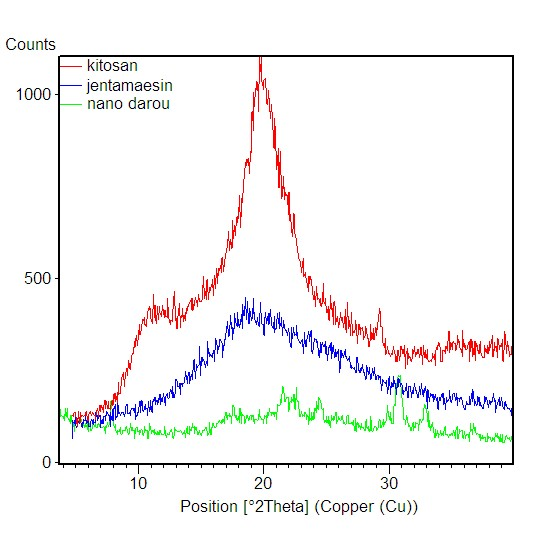 Counts
kitosan
jentamaesin
nano darou
1000
500
0
10 20 30
Position [°2Theta] (Copper (Cu))